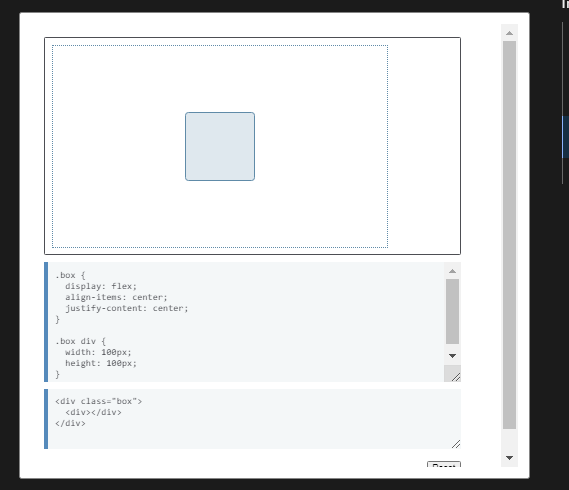 .box {
  display: flex;
  align-items: center;
  justify-content: center;
}

.box div {
  width: 100px;
  height: 100px;
}
<div class="box">
  <div></div>
</div>